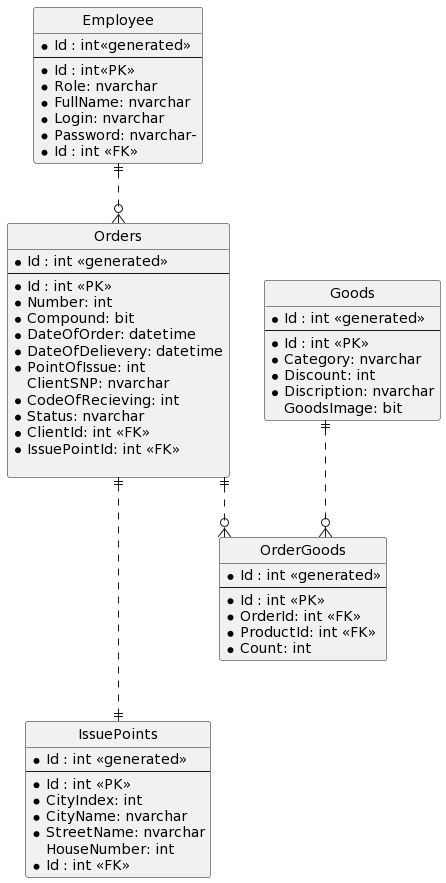 Employee
Id : int«generated»
Id : int«PK»
Role: nvarchar
FullName: nvarchar
Login: nvarchar
Password: nvarchar-
Id : int «FK»
Orders
Id : int «generated»
Id : int «PK»
Number: int
Compound: bit
DateOfOrder: datetime
DateOfDelievery: datetime
PointOfIssue: int
ClientSNP: nvarchar
CodeOfRecieving: int
Status: nvarchar
ClientId: int «FK»
IssuePointId: int «FK»
Goods
Id : int «generated»
Id : int «PK»
Category: nvarchar
Discount: int
Discription: nvarchar
GoodsImage: bit
OrderGoods
Id : int «generated»
Id : int «PK»
OrderId: int «FK»
ProductId: int «FK»
Count: int
IssuePoints
Id : int «generated»
Id : int «PK»
CityIndex: int
CityName: nvarchar
StreetName: nvarchar
HouseNumber: int
Id : int «FK»